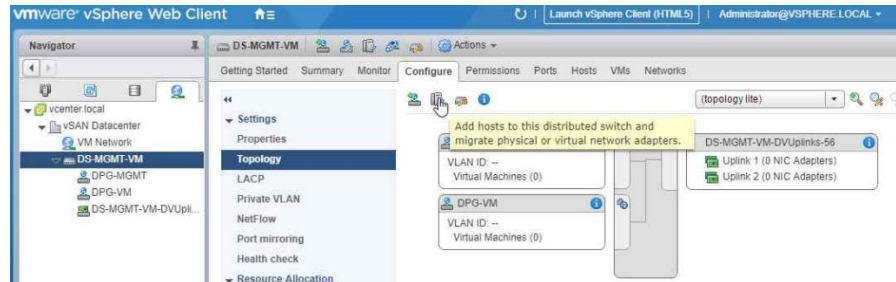 vmware® vSphere Web Client
Launch vSphere Client (HTML5) | Administrator@VSPHERE.LOCAL
Navigator
vcenter.local
vSAN Datacenter
VM Network
DS-MGMT-VM
DPG-MGMT
DPG-VM
DS-MGMT-VM-DVUpli...
DS-MGMT-VM
Actions
Getting Started Summary Monitor Configure Permissions Ports Hosts VMs Networks
Settings
Properties
Topology
LACP
Private VLAN
NetFlow
Port mirroring
Health check
Resource Allocation
(topology lite)
Add hosts to this distributed switch and
migrate physical or virtual network adapters.
VLAN ID: --
Virtual Machines (0)
DPG-VM
VLAN ID: --
Virtual Machines (0)
DS-MGMT-VM-DVUplinks-56
Uplink 1 (0 NIC Adapters)
Uplink 2 (0 NIC Adapters)